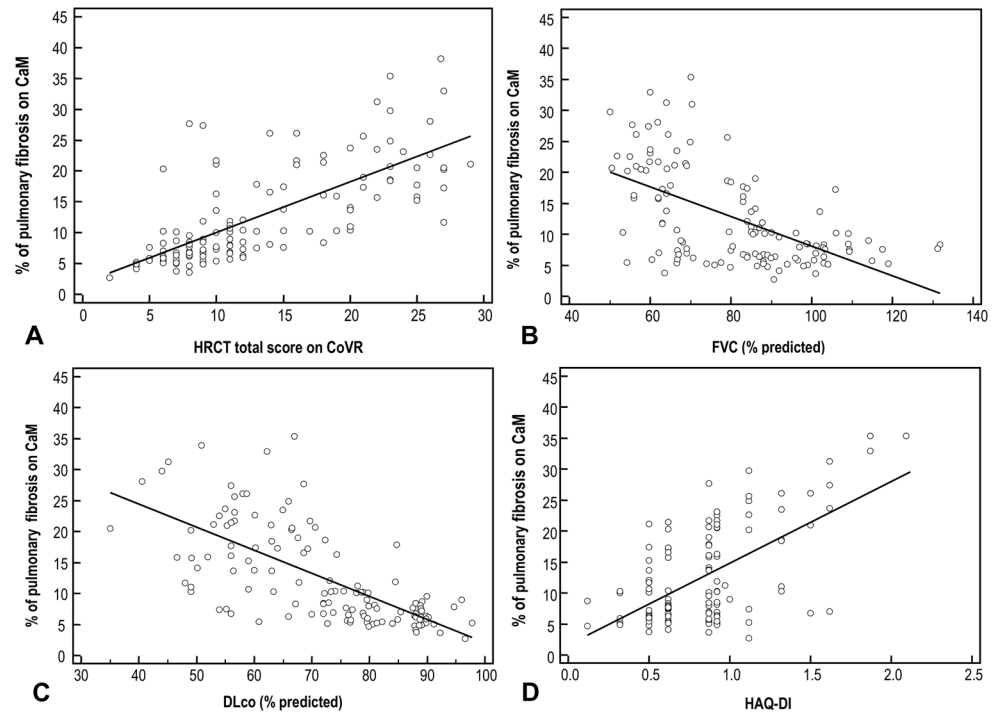 % of pulmonary fibrosis on CaM
45
40
35
30
25
20
15
10
5
0
0 5 10 15 20 25 30
A
HRCT total score on CoVR
% of pulmonary fibrosis on CaM
45
40
35
30
25
20
15
10
5
0
40 60 80 100 120 140
B
FVC (% predicted)
% of pulmonary fibrosis on CaM
45
40
35
30
25
20
15
10
5
0
30 40 50 60 70 80 90 100
C
DLco (% predicted)
% of pulmonary fibrosis on CaM
45
40
35
30
25
20
15
10
5
0
0.0 0.5 1.0 1.5 2.0 2.5
D
HAQ-DI